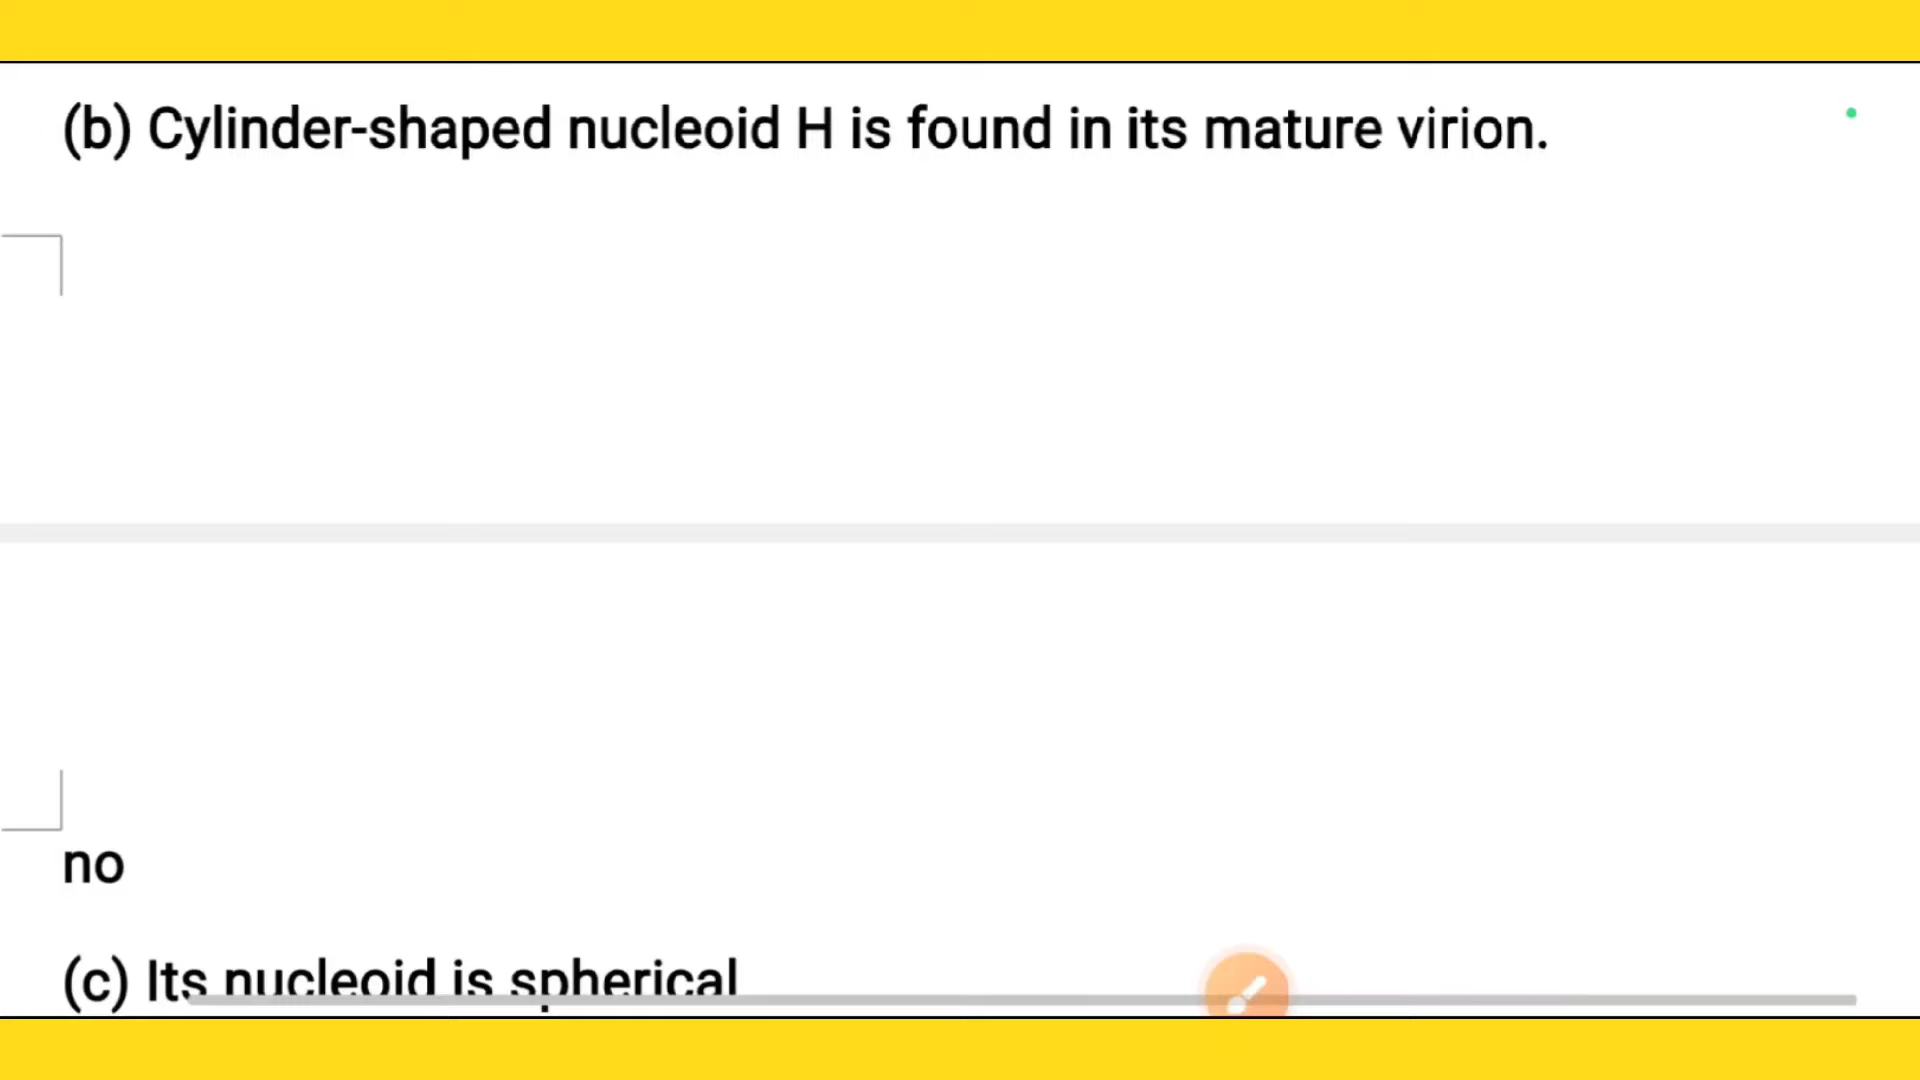 (b) Cylinder-shaped nucleoid H is found in its mature virion.
no
(c) Its nucleoid is spherical